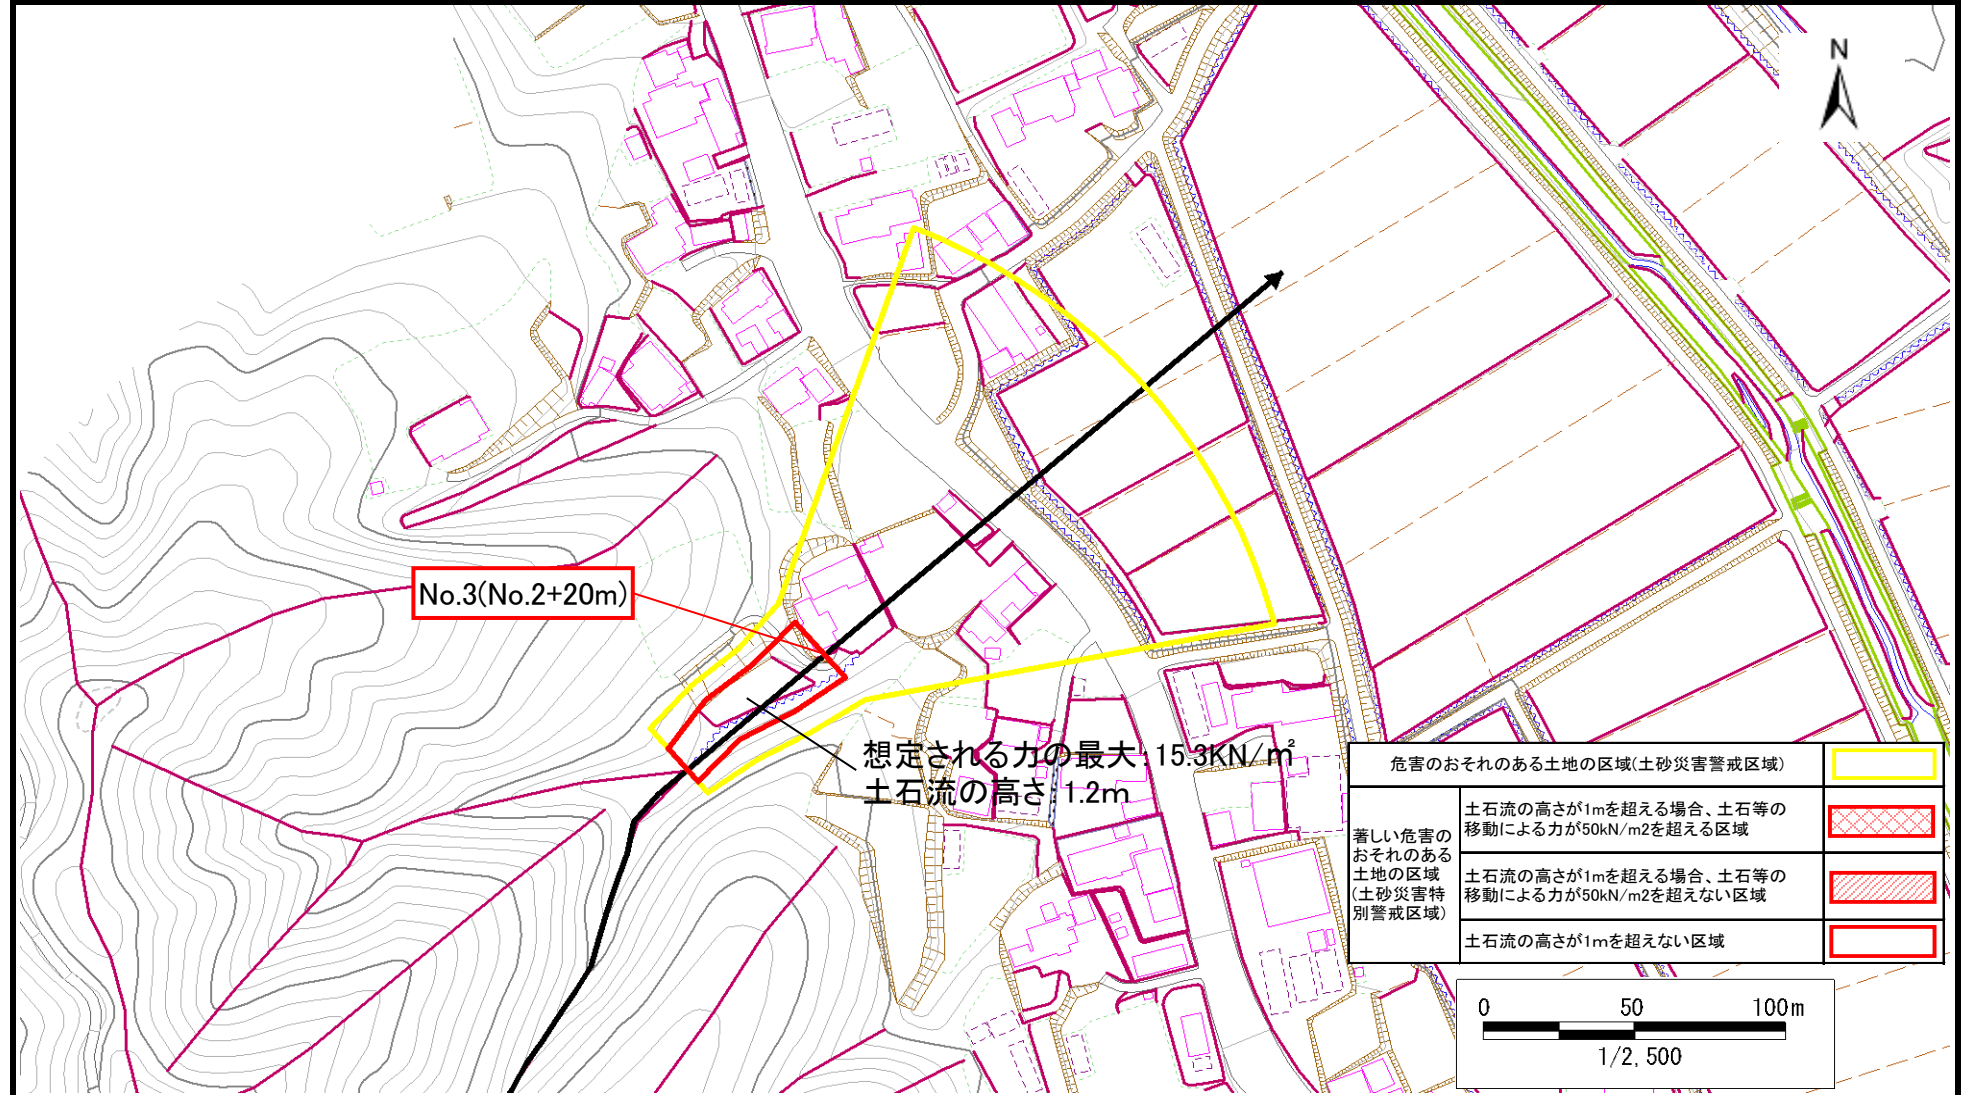 N
No.3(No.2+20m)
想定される力の最大:15.3KN/㎡
土石流の高さ:1.2m
危害のおそれのある土地の区域(土砂災害警戒区域)
著しい危害の
おそれのある
土地の区域
(土砂災害特
別警戒区域)
土石流の高さが1mを超える場合、土石等の
移動による力が50kN/m2を超える区域
土石流の高さが1mを超える場合、土石等の
移動による力が50kN/m2を超えない区域
土石流の高さが1mを超えない区域
0 50 100m
1/2,500